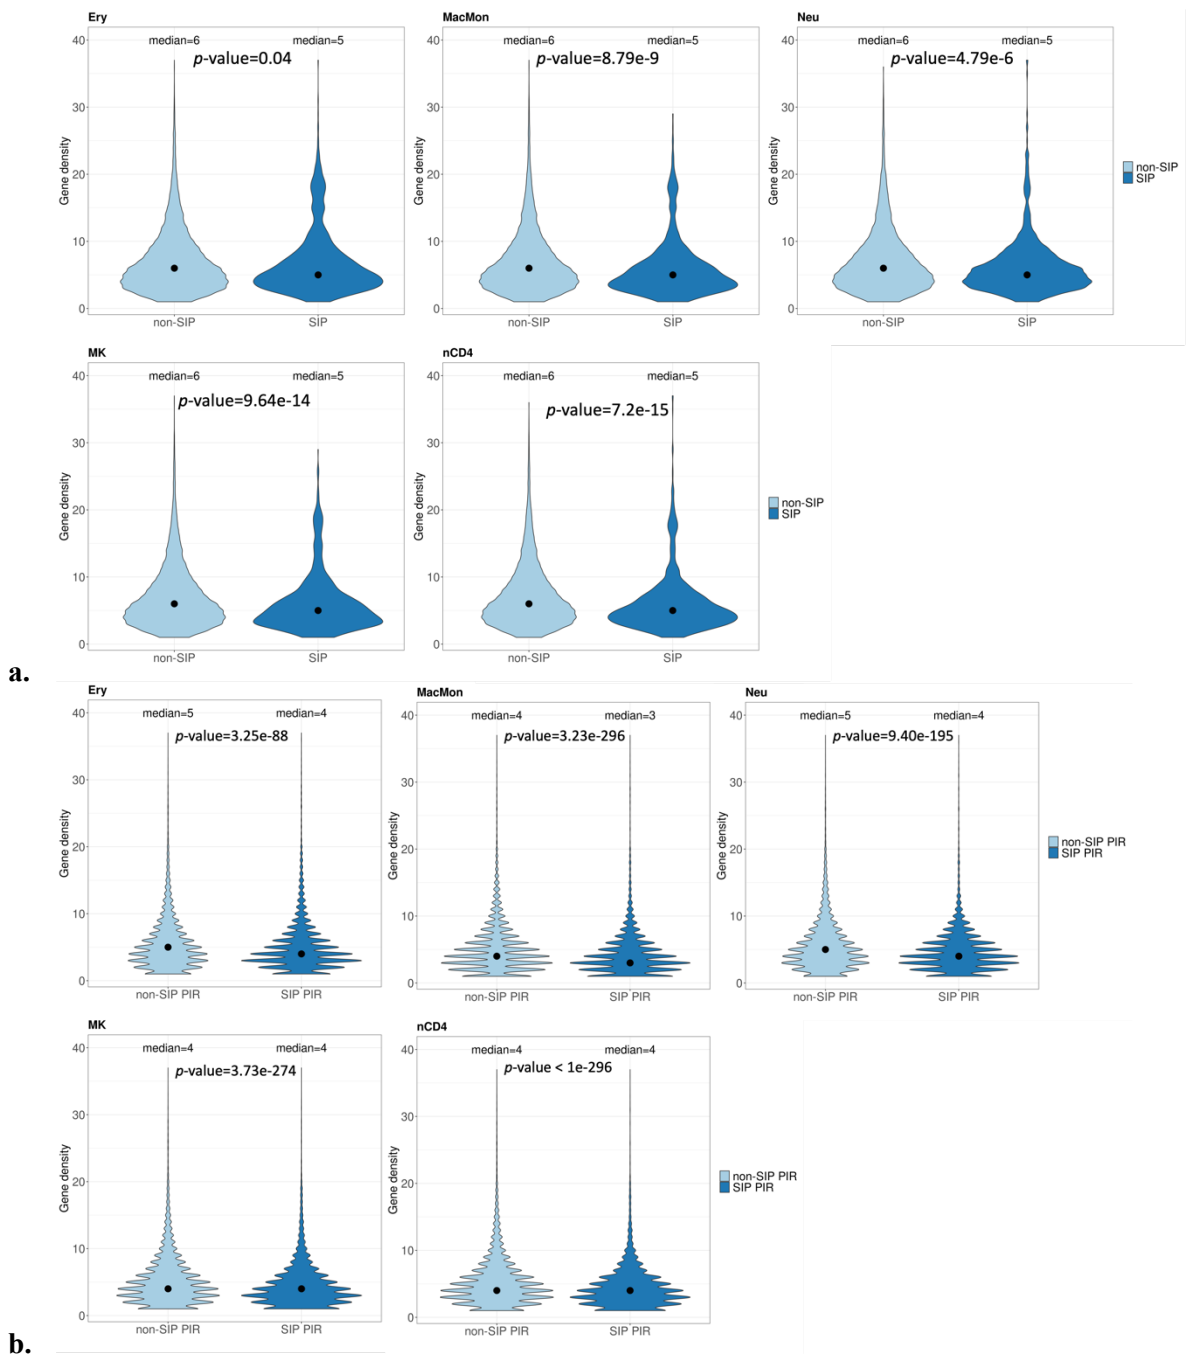 Ery
median=6 median=5
p-value=0.04
40
30
20
10
0
Gene density
non-SIP SIP
MacMon
median=6 median=5
p-value=8.79e-9
40
30
20
10
0
Gene density
non-SIP SIP
Neu
median=6 median=5
p-value=4.79e-6
40
30
20
10
0
Gene density
non-SIP SIP
non-SIP
SIP
MK
median=6 median=5
p-value=9.64e-14
40
30
20
10
0
Gene density
non-SIP SIP
nCD4
median=6 median=5
p-value=7.2e-15
40
30
20
10
0
Gene density
non-SIP SIP
non-SIP
SIP
a.
Ery
median=5 median=4
p-value=3.25e-88
40
30
20
10
0
Gene density
non-SIP PIR SIP PIR
MacMon
median=4 median=3
p-value=3.23e-296
40
30
20
10
0
Gene density
non-SIP PIR SIP PIR
Neu
median=5 median=4
p-value=9.40e-195
40
30
20
10
0
Gene density
non-SIP PIR SIP PIR
non-SIP PIR
SIP PIR
MK
median=4 median=4
p-value=3.73e-274
40
30
20
10
0
Gene density
non-SIP PIR SIP PIR
nCD4
median=4 median=4
p-value < 1e-296
40
30
20
10
0
Gene density
non-SIP PIR SIP PIR
non-SIP PIR
SIP PIR
b.